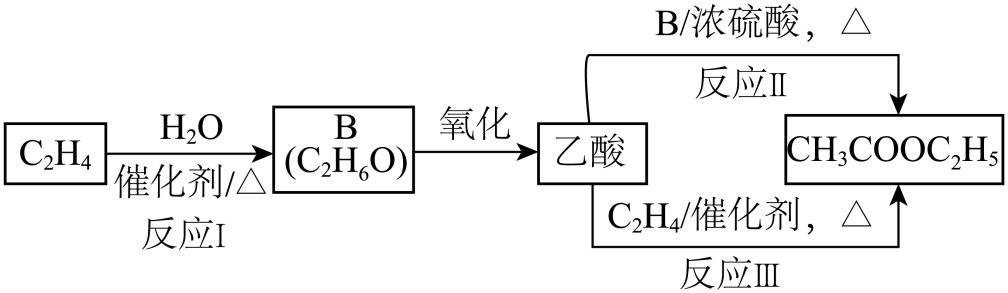 C₂H₄
H₂O
催化剂/△
反应Ⅰ
B
(C₂H₆O)
氧化
乙酸
B/浓硫酸，△
反应Ⅱ
C₂H₄/催化剂，△
反应Ⅲ
CH₃COOC₂H₅